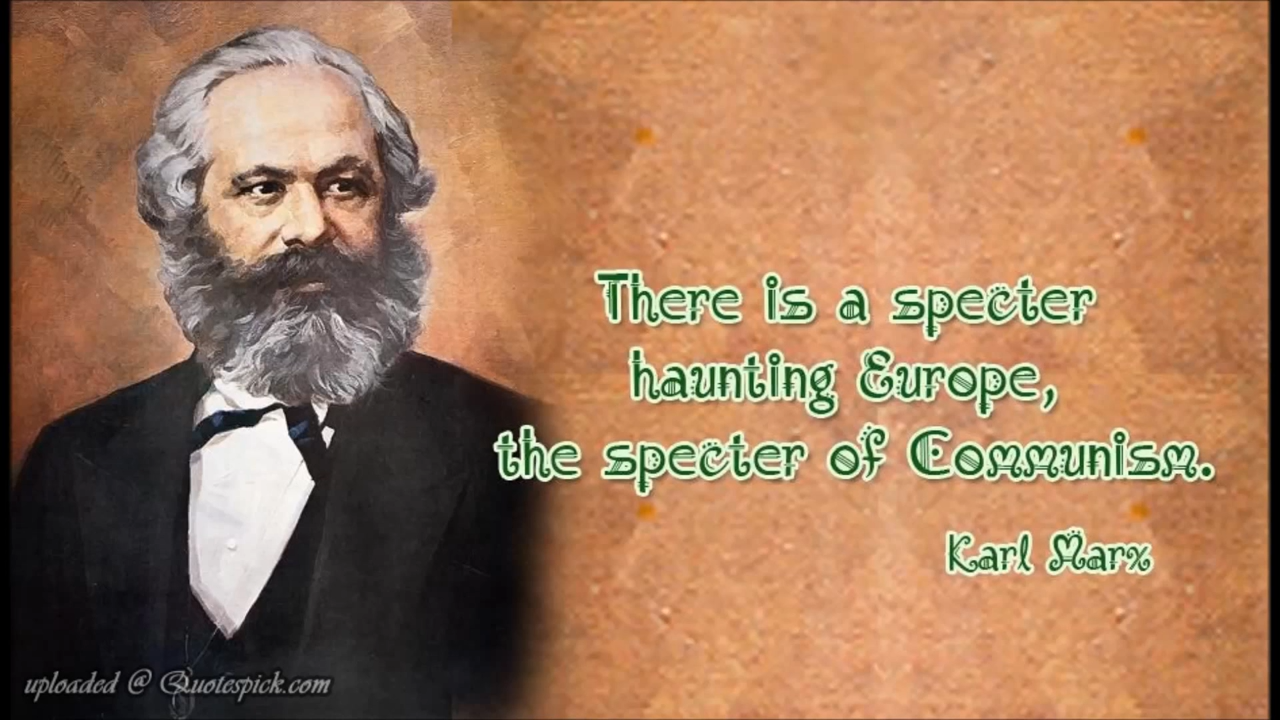 There is a specter
haunting Europe,
the specter of Communism.
Karl Marx
uploaded @ Quotespick.com